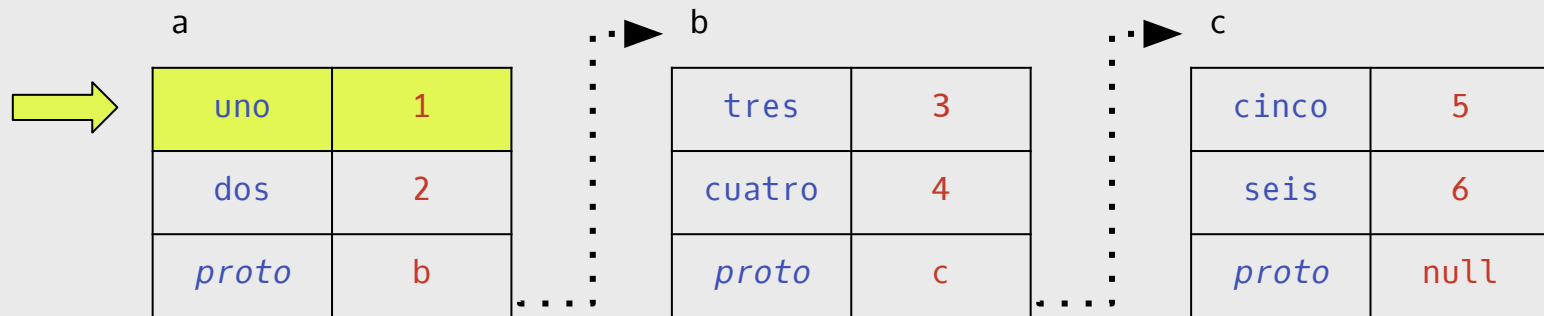 a b c
uno 1 tres 3 cinco 5
dos 2 cuatro 4 seis 6
proto b proto c proto null